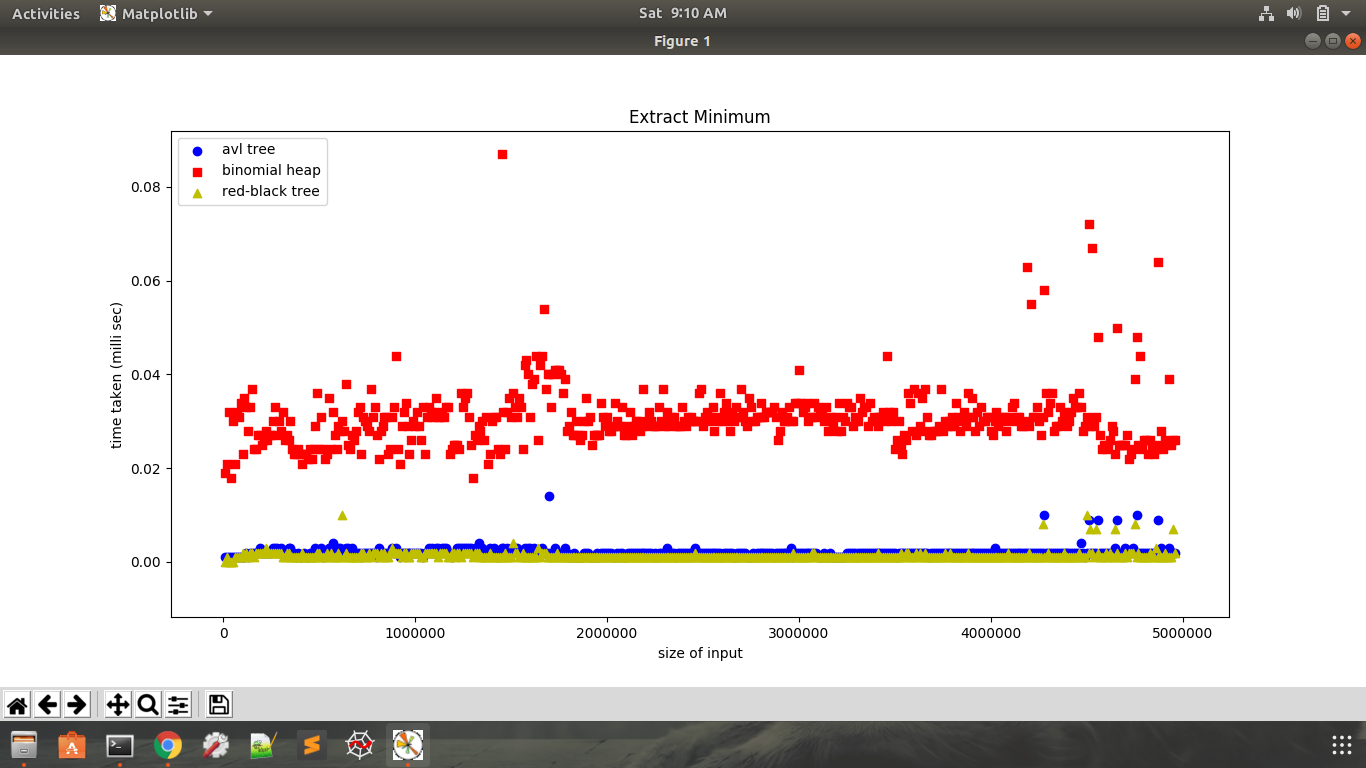 Activities Matplotlib Sat 9:10 AM
Figure 1
Extract Minimum
avl tree
binomial heap
red-black tree
0.08
0.06
0.04
0.02
0.00
time taken (milli sec)
0 1000000 2000000 3000000 4000000 5000000
size of input